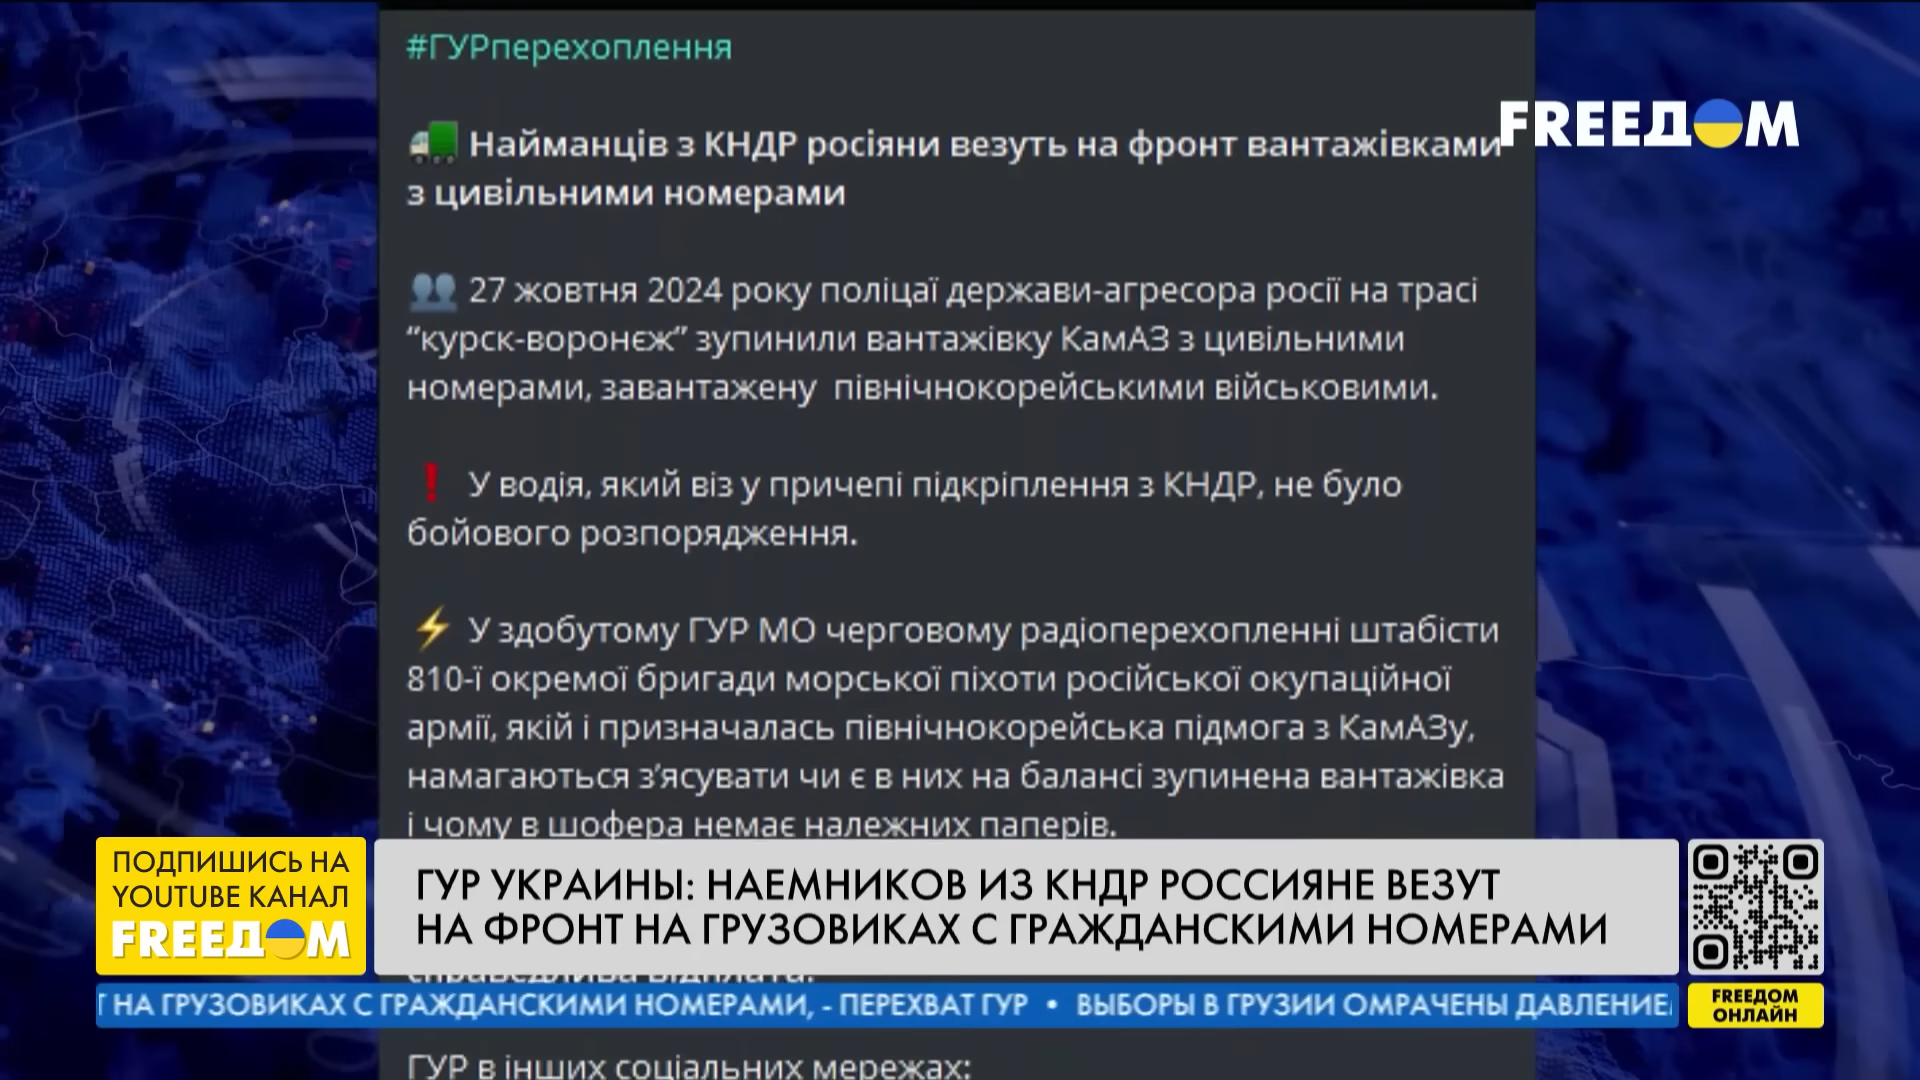 #ГУРперехоплення
Найманців з КНДР росіяни везуть на фронт вантажівками
з цивільними номерами
FREEДOM
27 жовтня 2024 року поліцаї держави-агресора росії на трасі
“курск-воронєж” зупинили вантажівку КамАЗ з цивільними
номерами, завантажену північнокорейськими військовими.
У водія, який віз у причепі підкріплення з КНДР, не було
бойового розпорядження.
У здобутому ГУР МО черговому радіоперехопленні штабісти
810-ї окремої бригади морської піхоти російської окупаційної
армії, якій і призначалась північнокорейська підмога з КамАЗу,
намагаються з’ясувати чи є в них на балансі зупинена вантажівка
і чому в шофера немає належних паперів.
ПОДПИШИСЬ НА
YOUTUBE КАНАЛ
FREEДOM
ГУР УКРАИНЫ: НАЕМНИКОВ ИЗ КНДР РОССИЯНЕ ВЕЗУТ
НА ФРОНТ НА ГРУЗОВИКАХ С ГРАЖДАНСКИМИ НОМЕРАМИ
НА ГРУЗОВИКАХ С ГРАЖДАНСКИМИ НОМЕРАМИ, - ПЕРЕХВАТ ГУР • ВЫБОРЫ В ГРУЗИИ ОМРАЧЕНЫ ДАВЛЕНИЕ
FREEДOM
ОНЛАЙН
ГУР в інших соціальних мережах: